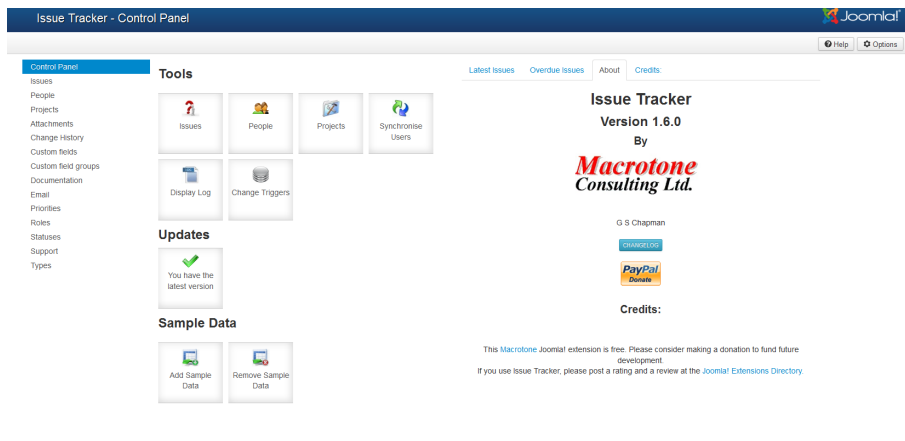 Issue Tracker - Control Panel
Joomla!
Help
Options
Control Panel
Issues
People
Projects
Attachments
Change History
Custom fields
Custom field groups
Documentation
Email
Priorities
Roles
Statuses
Support
Types
Tools
Issues
People
Projects
Synchronise
Users
Display Log
Change Triggers
Updates
You have the
latest version
Sample Data
Add Sample
Data
Remove Sample
Data
Latest Issues
Overdue Issues
About
Credits:
Issue Tracker
Version 1.6.0
By
Macrotone
Consulting Ltd.
G S Chapman
CHANGELOG
PayPal
Donate
Credits:
This Macrotone Joomla! extension is free. Please consider making a donation to fund future
development.
If you use Issue Tracker, please post a rating and a review at the Joomla! Extensions Directory.